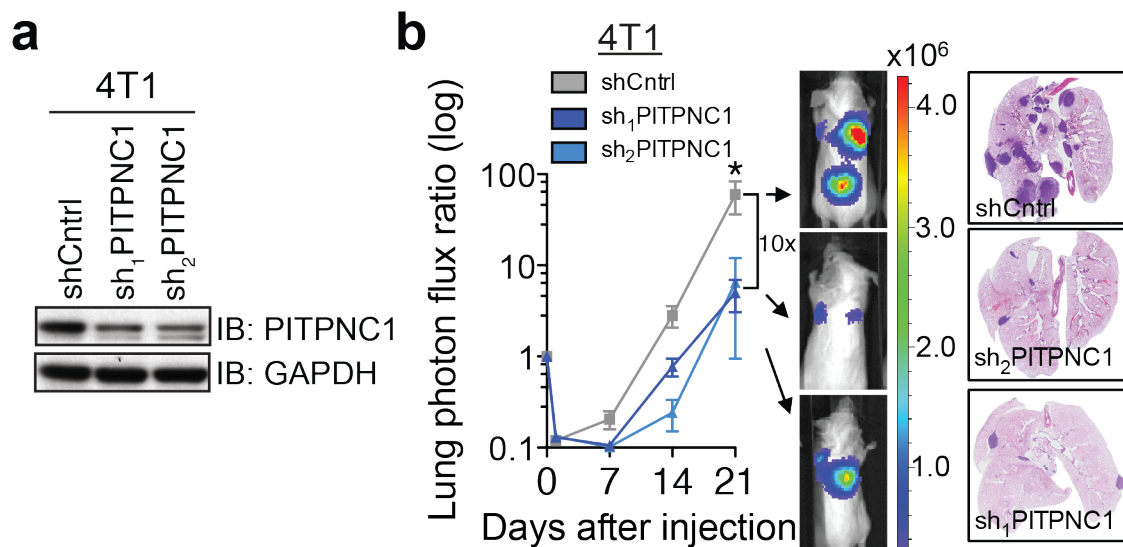 a
4T1
shCntrl
sh₁PITPNC1
sh₂PITPNC1
IB: PITPNC1
IB: GAPDH
b
4T1
shCntrl
sh₁PITPNC1
sh₂PITPNC1
Lung photon flux ratio (log)
100
10
1
0.1
0
7
14
21
Days after injection
*
10x
x10⁶
4.0
3.0
2.0
1.0
shCntrl
sh₂PITPNC1
sh₁PITPNC1